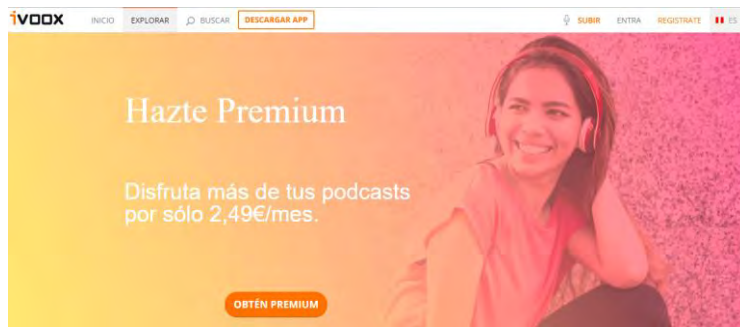 iVOOX INICIO EXPLORAR BUSCAR DESCARGAR APP SUBIR ENTRA REGISTRATE ES
Hazte Premium
Disfruta más de tus podcasts
por sólo 2,49€/mes.
OBTÉN PREMIUM